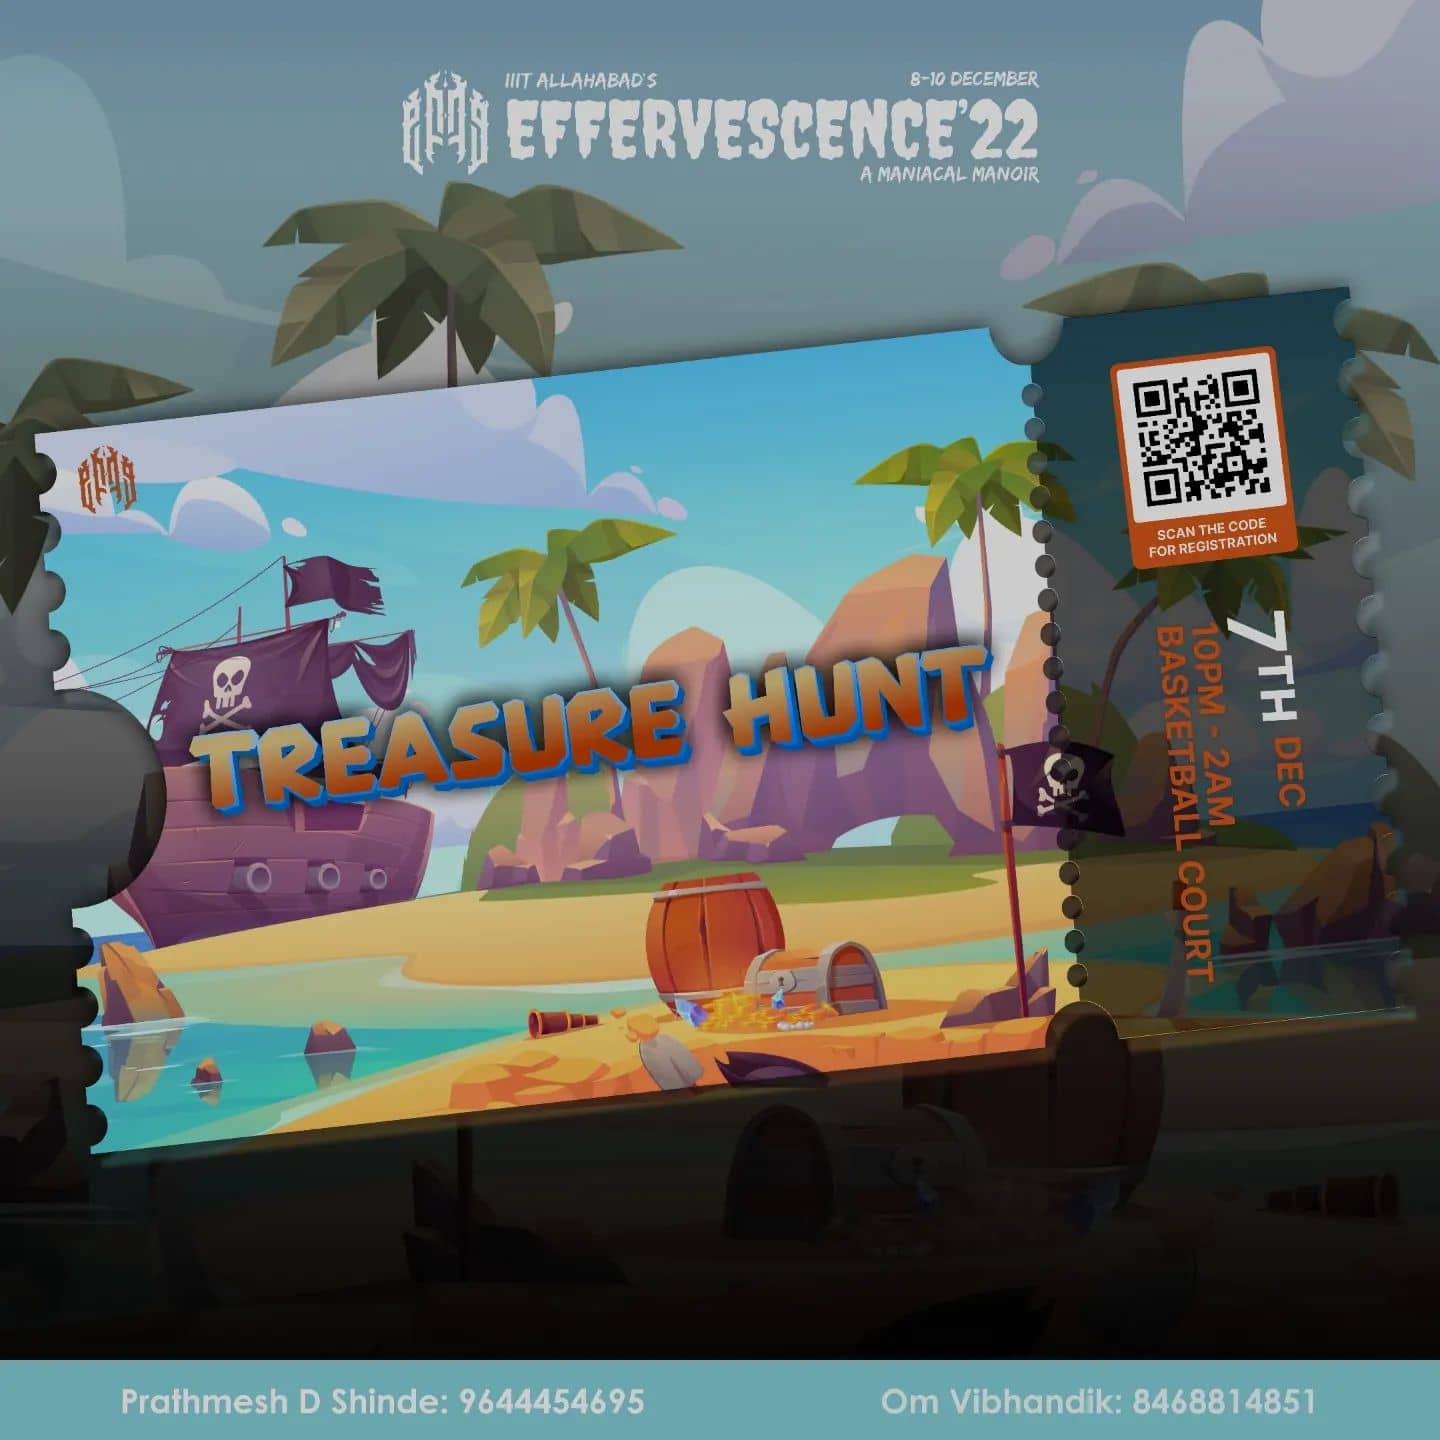 IIIT ALLAHABAD'S
8-10 DECEMBER
EFFERVESCENCE'22
A MANIACAL MANOIR
TREASURE HUNT
SCAN THE CODE
FOR REGISTRATION
7TH DEC
10PM - 2AM
BASKETBALL COURT
Prathmesh D Shinde: 9644454695
Om Vibhandik: 8468814851